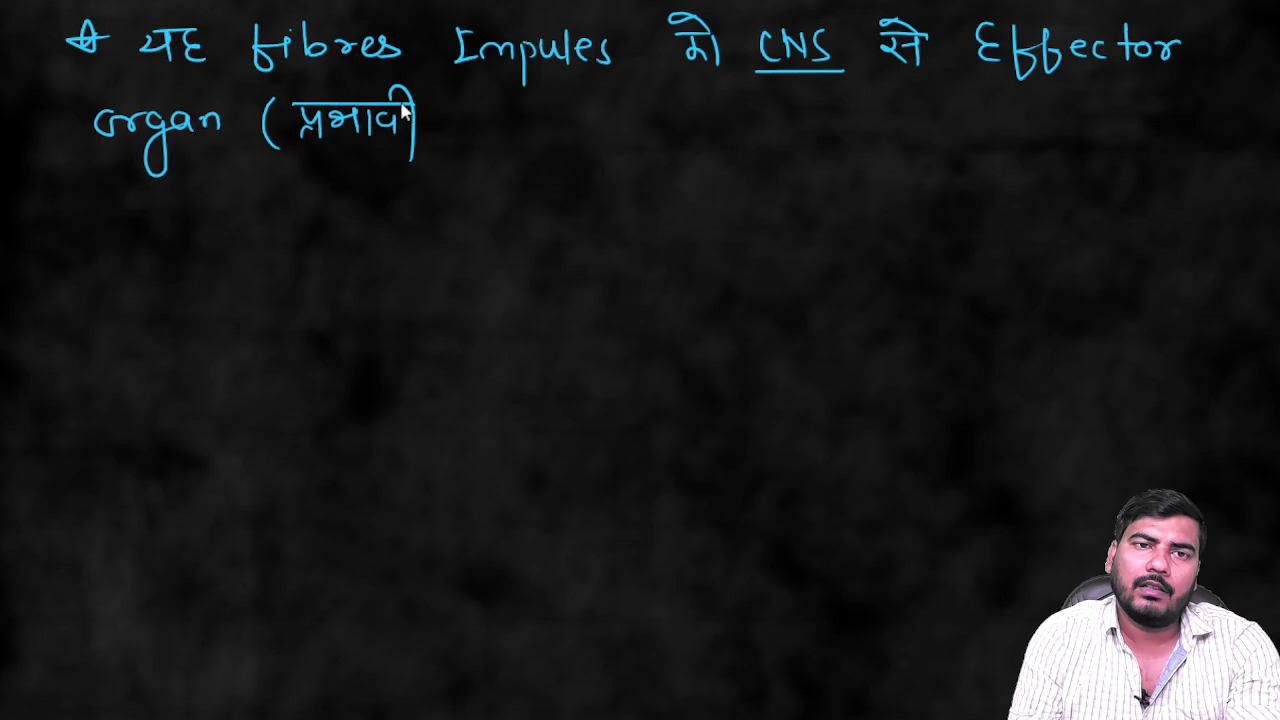 ☆ यह fibres Impules को CNS से Effector
organ (प्रभावी